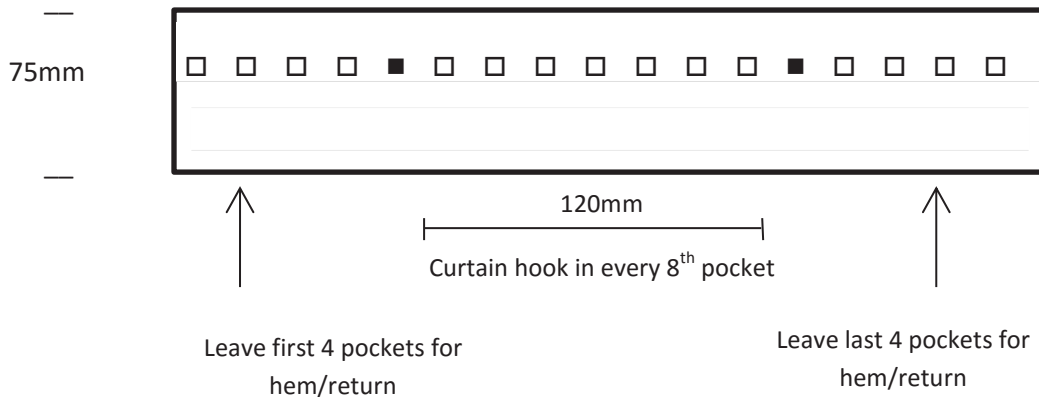 75mm
120mm
Curtain hook in every 8th pocket
Leave first 4 pockets for
hem/return
Leave last 4 pockets for
hem/return